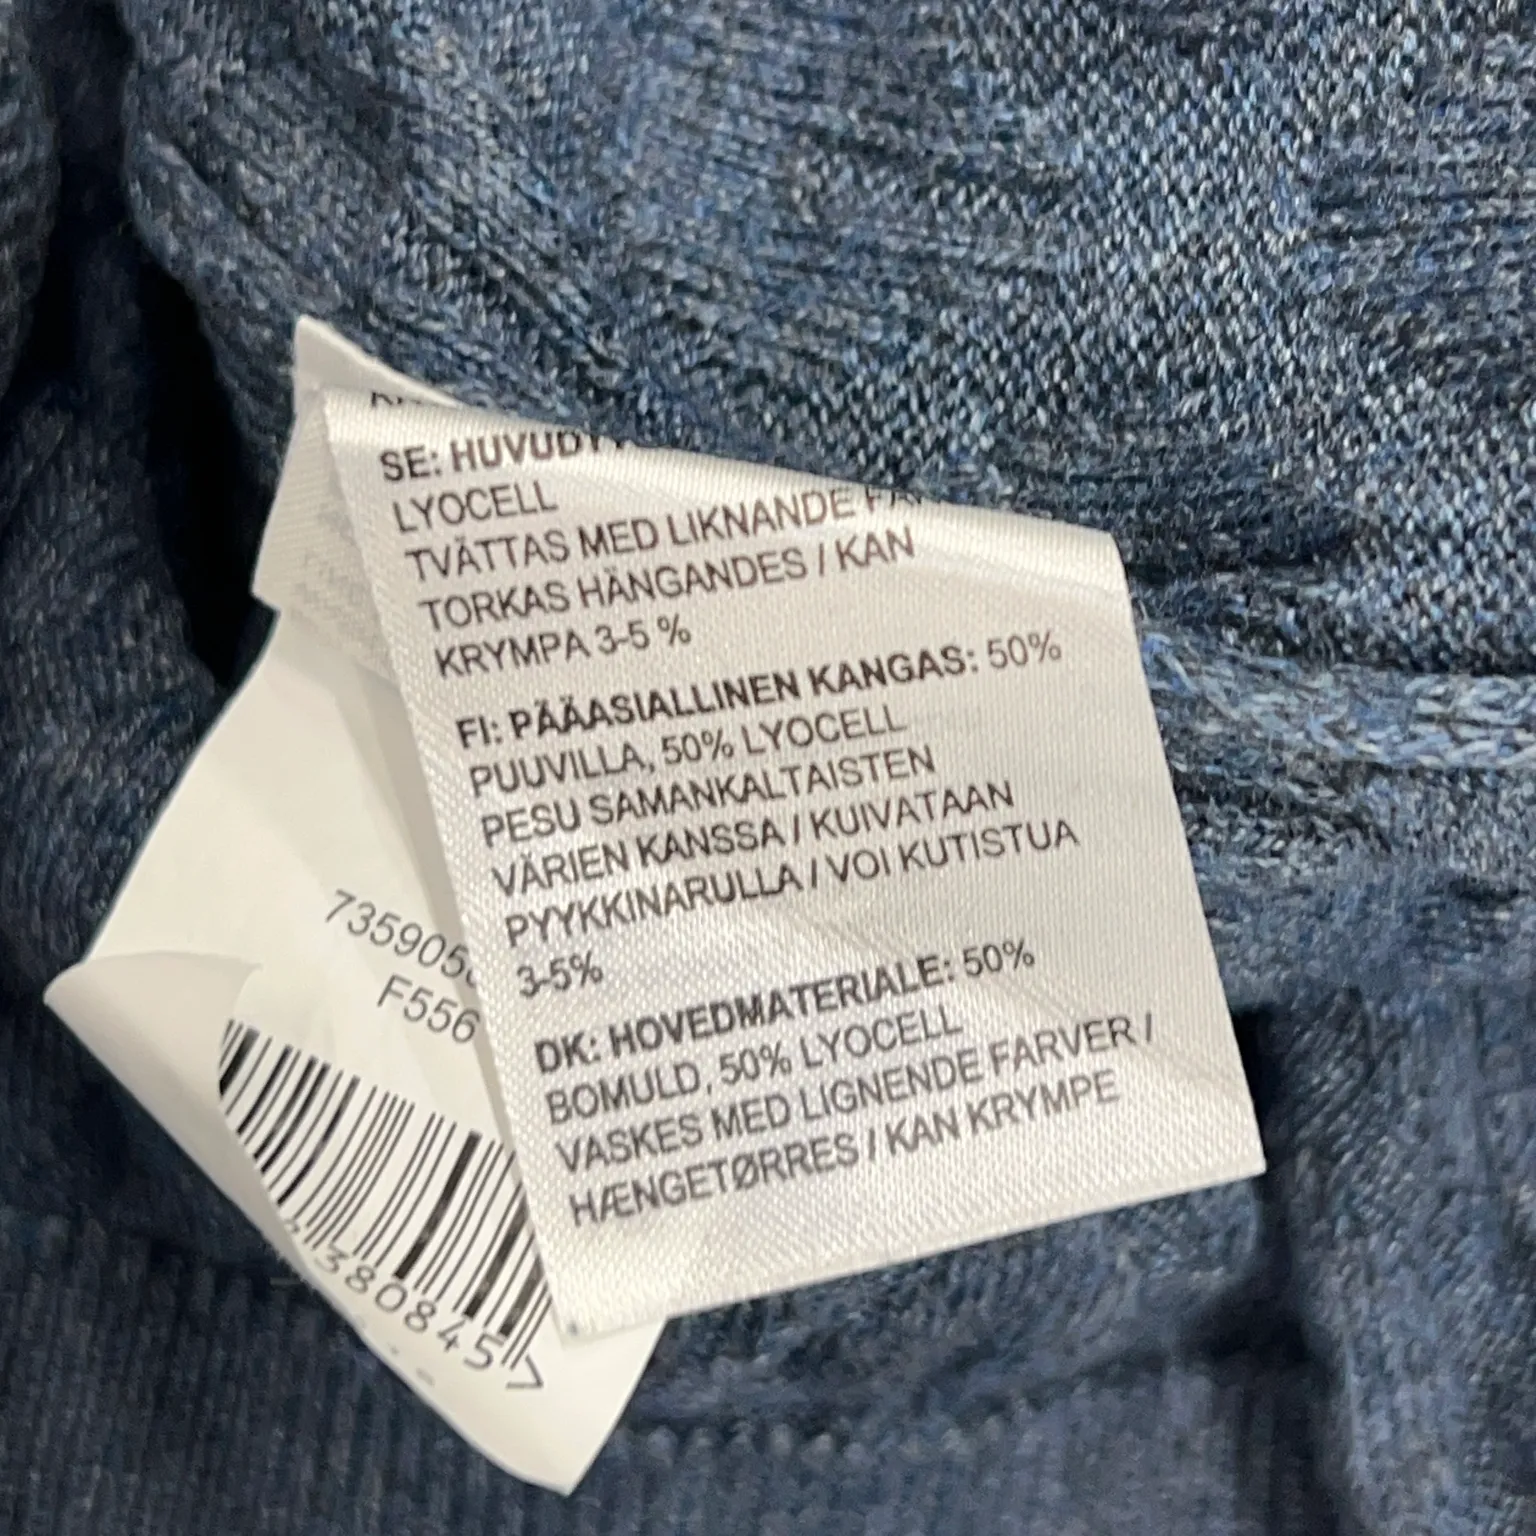 SE:
LYOCELL
TVÄTTAS MED LIKNANDE
TORKAS HÄNGANDES / KAN
KRYMPA 3-5 %
FI: PÄÄASIALLINEN KANGAS: 50%
PUUVILLA, 50% LYOCELL
PESU SAMANKALTAISTEN
VÄRIEN KANSSA / KUIVATAAN
PYYKKINARULLA / VOI KUTISTUA
3-5%
DK: HOVEDMATERIALE: 50%
BOMULD, 50% LYOCELL
VASKES MED LIGNENDE FARVER /
HÆNGETØRRES / KAN KRYMPE
F556
380845>